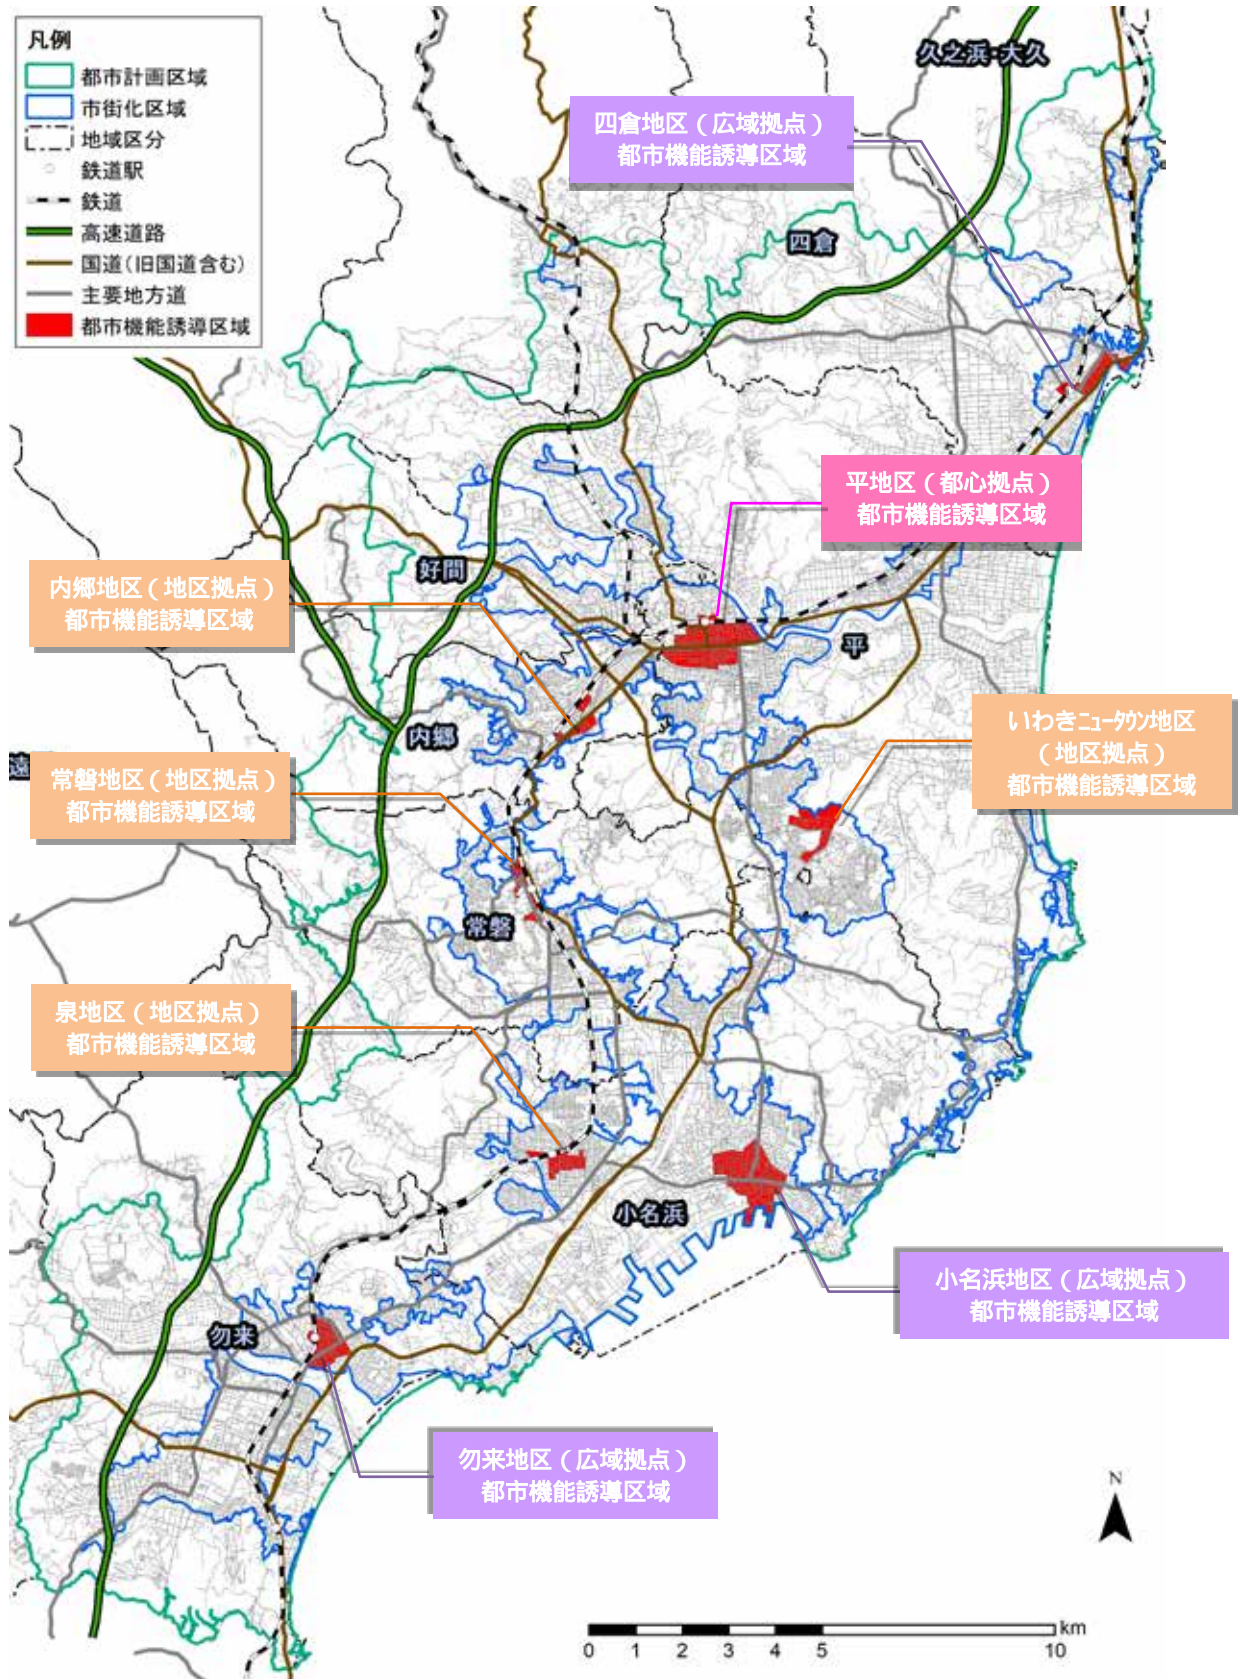 凡例
都市計画区域
市街化区域
地域区分
鉄道駅
鉄道
高速道路
国道(旧国道含む)
主要地方道
都市機能誘導区域
久之浜・大久
四倉地区（広域拠点）
都市機能誘導区域
四倉
平地区（都心拠点）
都市機能誘導区域
好間
内郷地区（地区拠点）
都市機能誘導区域
平
いわきニュータウン地区
（地区拠点）
都市機能誘導区域
内郷
常磐地区（地区拠点）
都市機能誘導区域
常磐
泉地区（地区拠点）
都市機能誘導区域
小名浜
小名浜地区（広域拠点）
都市機能誘導区域
勿来
勿来地区（広域拠点）
都市機能誘導区域
N
km
0 1 2 3 4 5 10